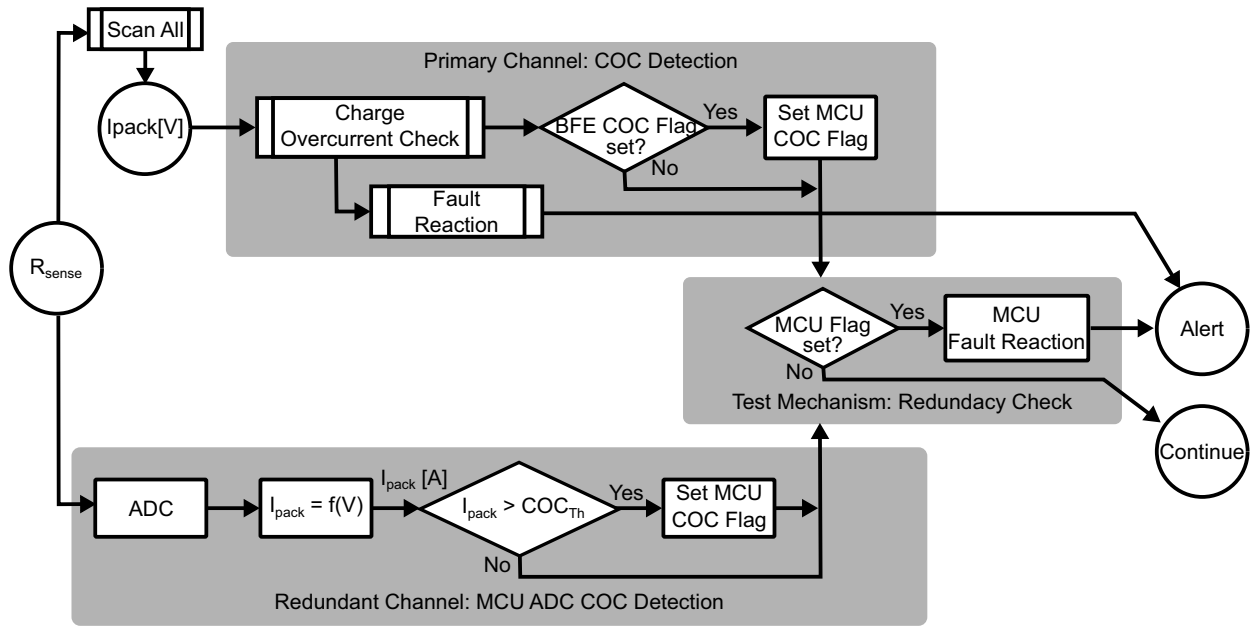 Scan All
Primary Channel: COC Detection
Ipack[V]
Charge
Overcurrent Check
BFE COC Flag
set?
Yes
No
Set MCU
COC Flag
Fault
Reaction
Rsense
MCU Flag
set?
Yes
No
MCU
Fault Reaction
Alert
Test Mechanism: Redundacy Check
Continue
ADC
Ipack = f(V)
Ipack [A]
Ipack > COCTh
Yes
No
Set MCU
COC Flag
Redundant Channel: MCU ADC COC Detection